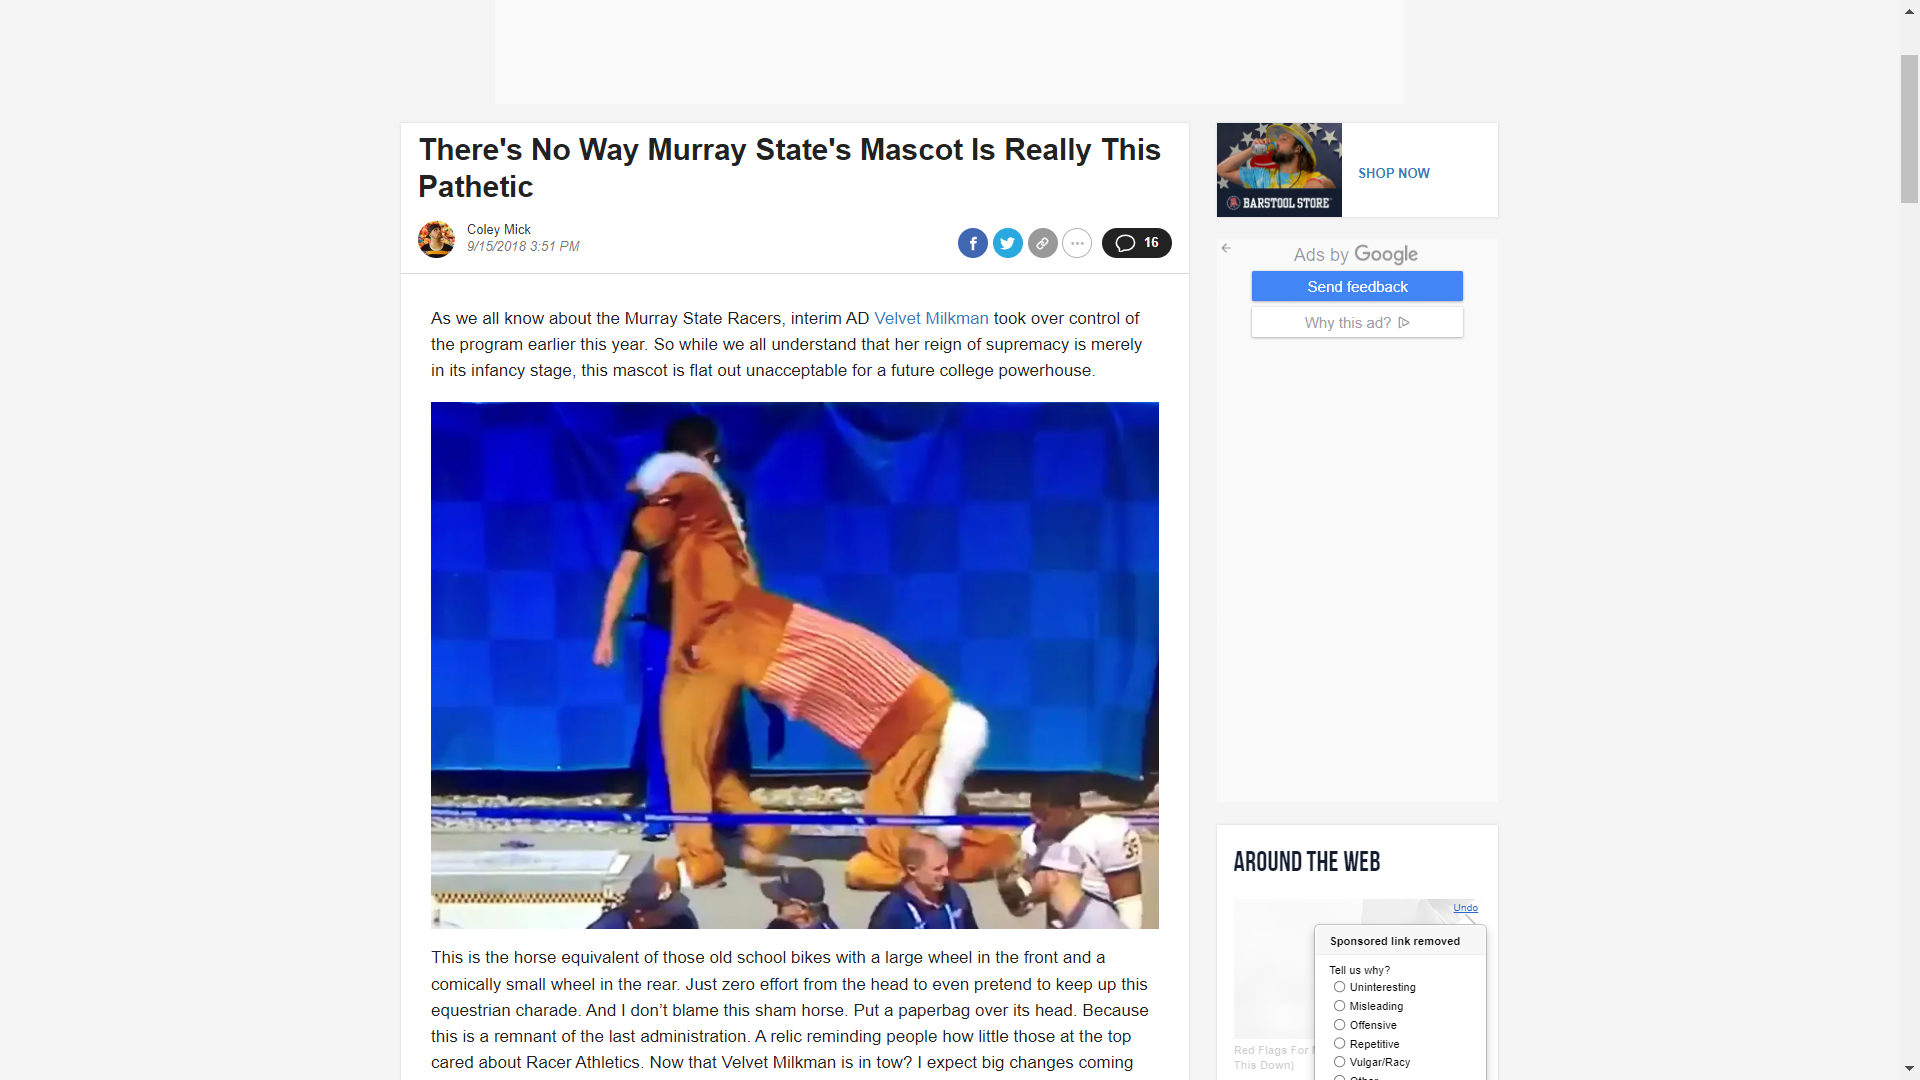 There's No Way Murray State's Mascot Is Really This
Pathetic
Coley Mick
9/15/2018 3:51 PM
16
As we all know about the Murray State Racers, interim AD Velvet Milkman took over control of
the program earlier this year. So while we all understand that her reign of supremacy is merely
in its infancy stage, this mascot is flat out unacceptable for a future college powerhouse.
35
This is the horse equivalent of those old school bikes with a large wheel in the front and a
comically small wheel in the rear. Just zero effort from the head to even pretend to keep up this
equestrian charade. And I don’t blame this sham horse. Put a paperbag over its head. Because
this is a remnant of the last administration. A relic reminding people how little those at the top
cared about Racer Athletics. Now that Velvet Milkman is in tow? I expect big changes coming
BARSTOOL STORE
SHOP NOW
Ads by Google
Send feedback
Why this ad?
AROUND THE WEB
Undo
Sponsored link removed
Tell us why?
Uninteresting
Misleading
Offensive
Repetitive
Vulgar/Racy
Other
Red Flags For
This Down)